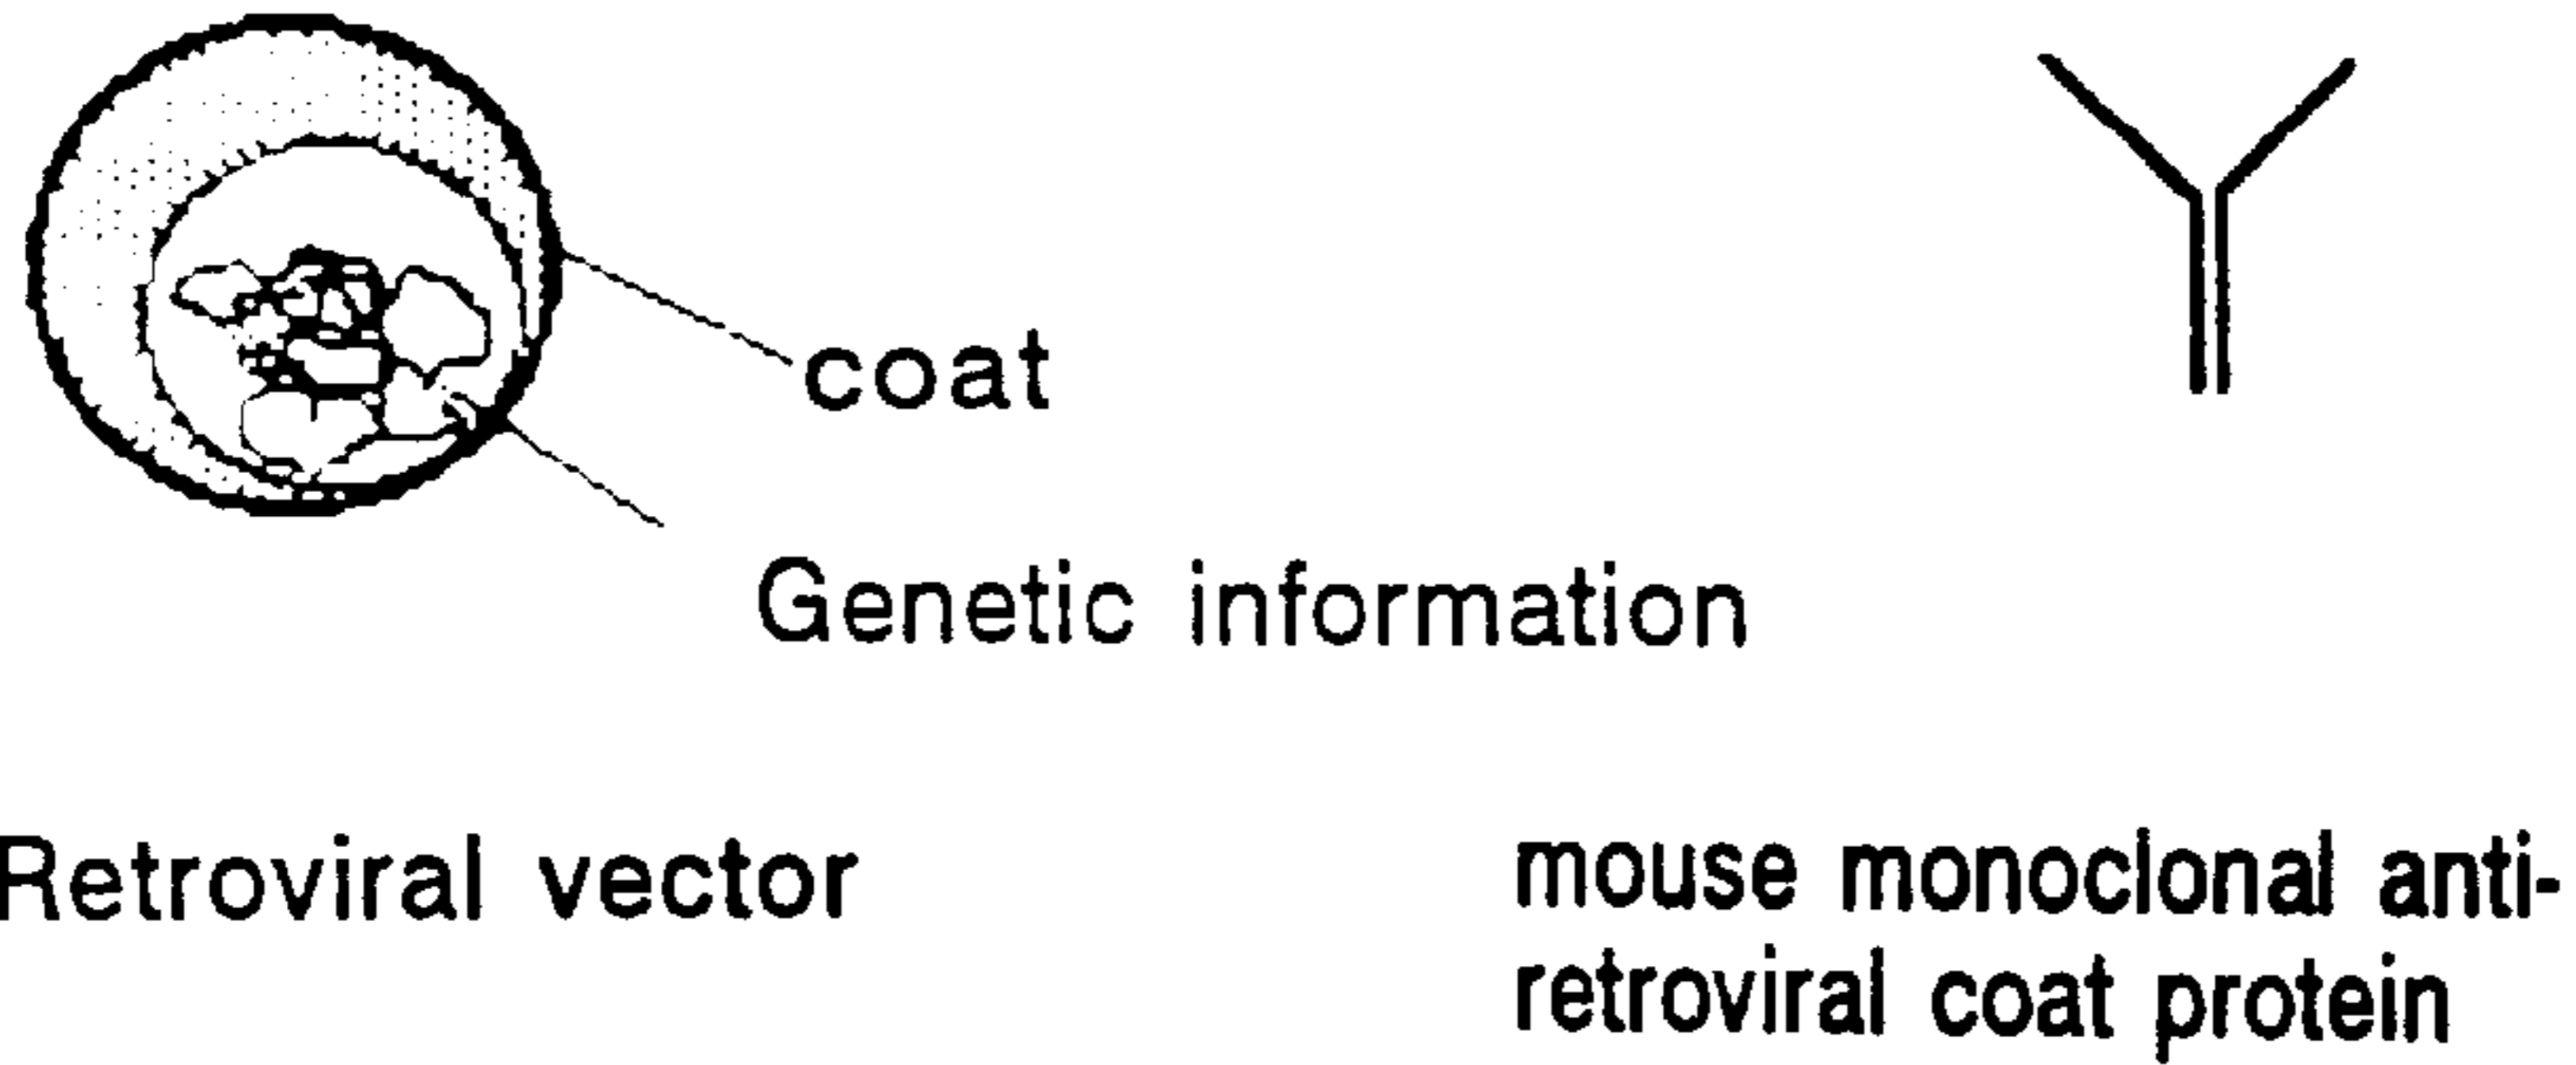 coat
Genetic information
Retroviral vector
mouse monoclonal anti-
retroviral coat protein